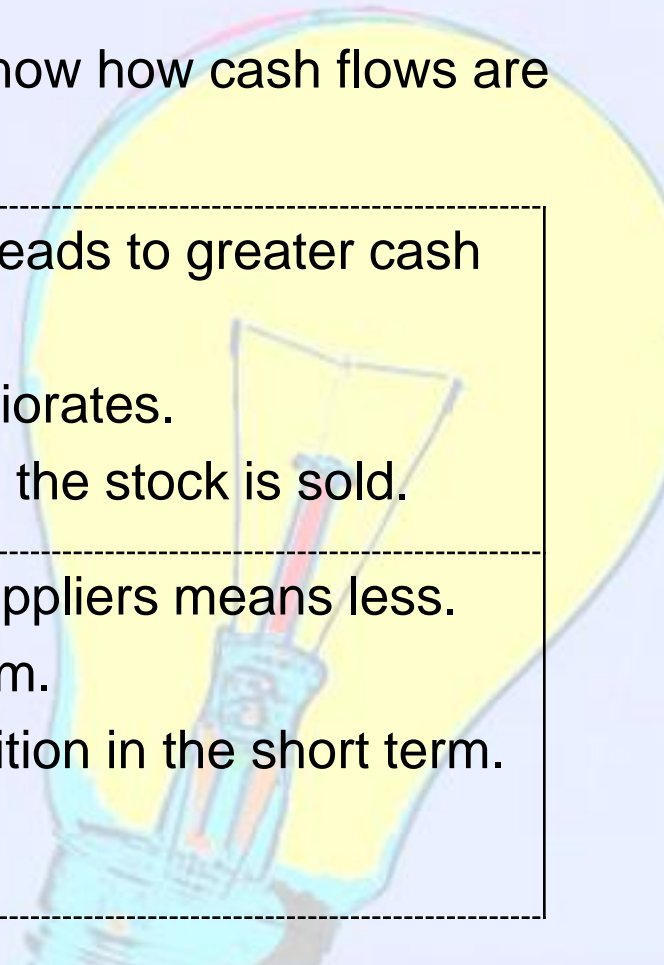 now how cash flows are
eads to greater cash
iorates.
the stock is sold.
ppliers means less.
m.
ition in the short term.